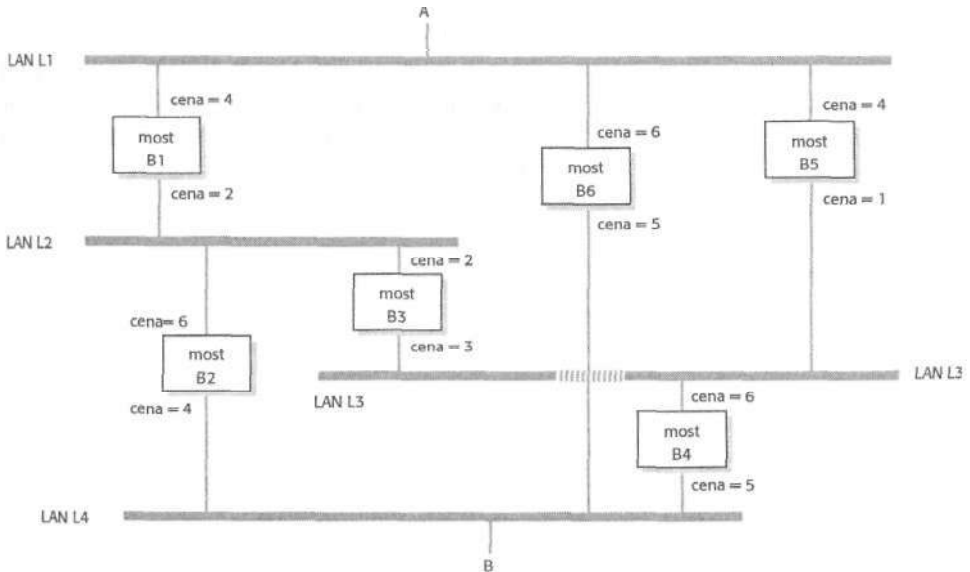 A
LAN L1
cena = 4
most
B1
cena = 2
cena = 6
most
B6
cena = 5
cena = 4
most
B5
cena = 1
LAN L2
cena = 2
most
B3
cena = 3
cena= 6
most
B2
cena = 4
LAN L3
LAN L3
cena = 6
most
B4
cena = 5
LAN L4
B